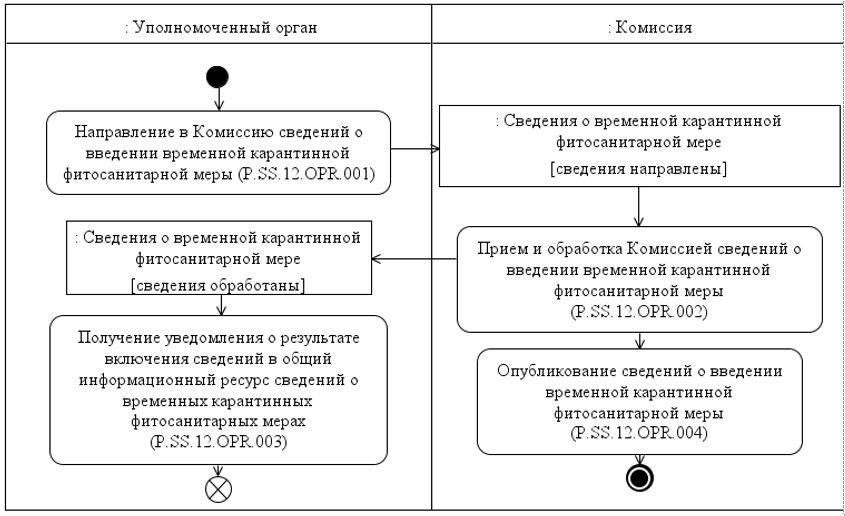 : Уполномоченный орган
: Комиссия
Направление в Комиссию сведений о
введении временной карантинной
фитосанитарной меры (P.SS.12.OPR.001)
: Сведения о временной карантинной
фитосанитарной мере
[сведения направлены]
: Сведения о временной карантинной
фитосанитарной мере
[сведения обработаны]
Прием и обработка Комиссией сведений о
введении временной карантинной
фитосанитарной меры
(P.SS.12.OPR.002)
Получение уведомления о результате
включения сведений в общий
информационный ресурс сведений о
временных карантинных
фитосанитарных мерах
(P.SS.12.OPR.003)
Опубликование сведений о введении
временной карантинной
фитосанитарной меры
(P.SS.12.OPR.004)